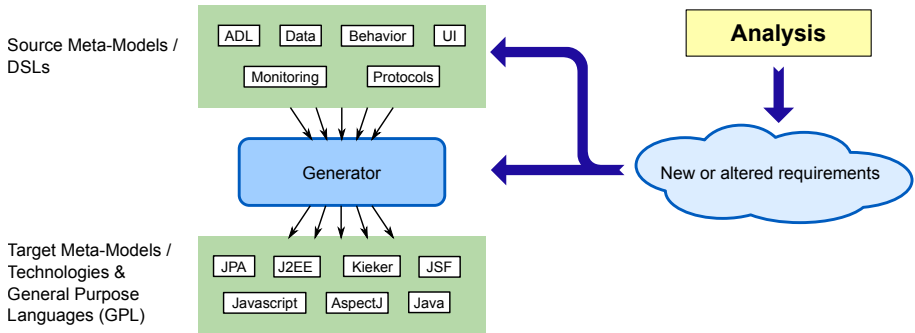 Source Meta-Models /
DSLs
ADL Data Behavior UI
Monitoring Protocols
Analysis
Generator
New or altered requirements
Target Meta-Models /
Technologies &
General Purpose
Languages (GPL)
JPA J2EE Kieker JSF
Javascript AspectJ Java